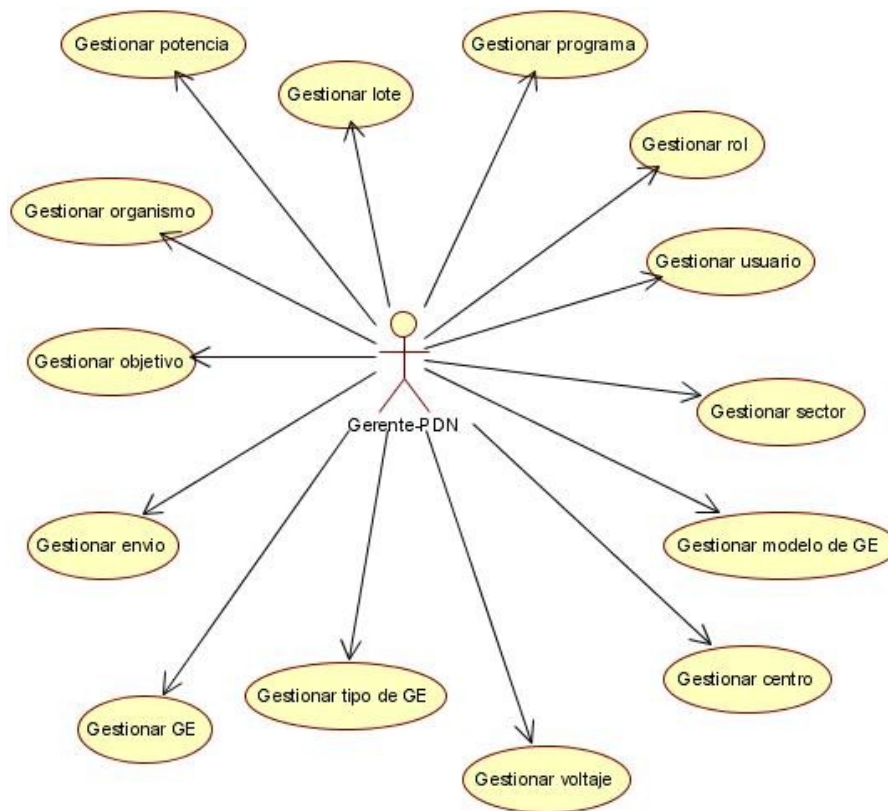 Gestionar potencia
Gestionar programa
Gestionar lote
Gestionar rol
Gestionar organismo
Gestionar usuario
Gestionar objetivo
Gestionar sector
Gerente-PDN
Gestionar envio
Gestionar modelo de GE
Gestionar centro
Gestionar tipo de GE
Gestionar GE
Gestionar voltaje